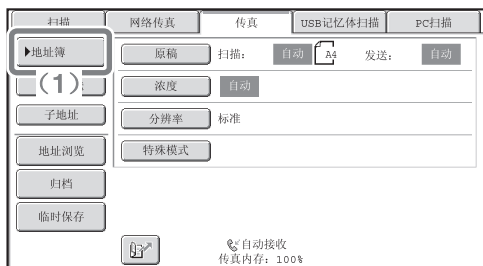 扫描 网络传真 传真 USB记忆体扫描 PC扫描
地址簿
(1)
子地址
地址浏览
归档
临时保存
原稿 扫描: 自动 A4 发送: 自动
浓度 自动
分辨率 标准
特殊模式
自动接收
传真内存: 100%